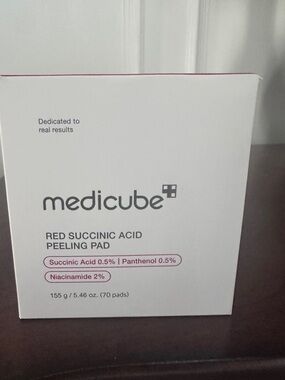 Dedicated to
real results
medicube
RED SUCCINIC ACID
PEELING PAD
Succinic Acid 0.5% | Panthenol 0.5%
Niacinamide 2%
155 g / 5.46 oz. (70 pads)